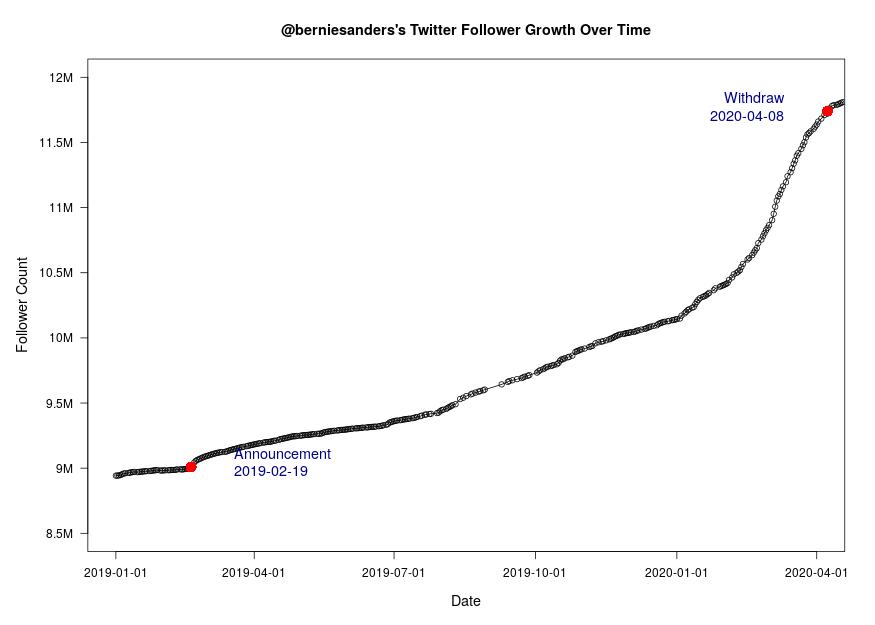 @berniesanders's Twitter Follower Growth Over Time
12M
11.5M
11M
10.5M
10M
9.5M
9M
8.5M
Follower Count
Withdraw
2020-04-08
Announcement
2019-02-19
2019-01-01
2019-04-01
2019-07-01
2019-10-01
2020-01-01
2020-04-01
Date